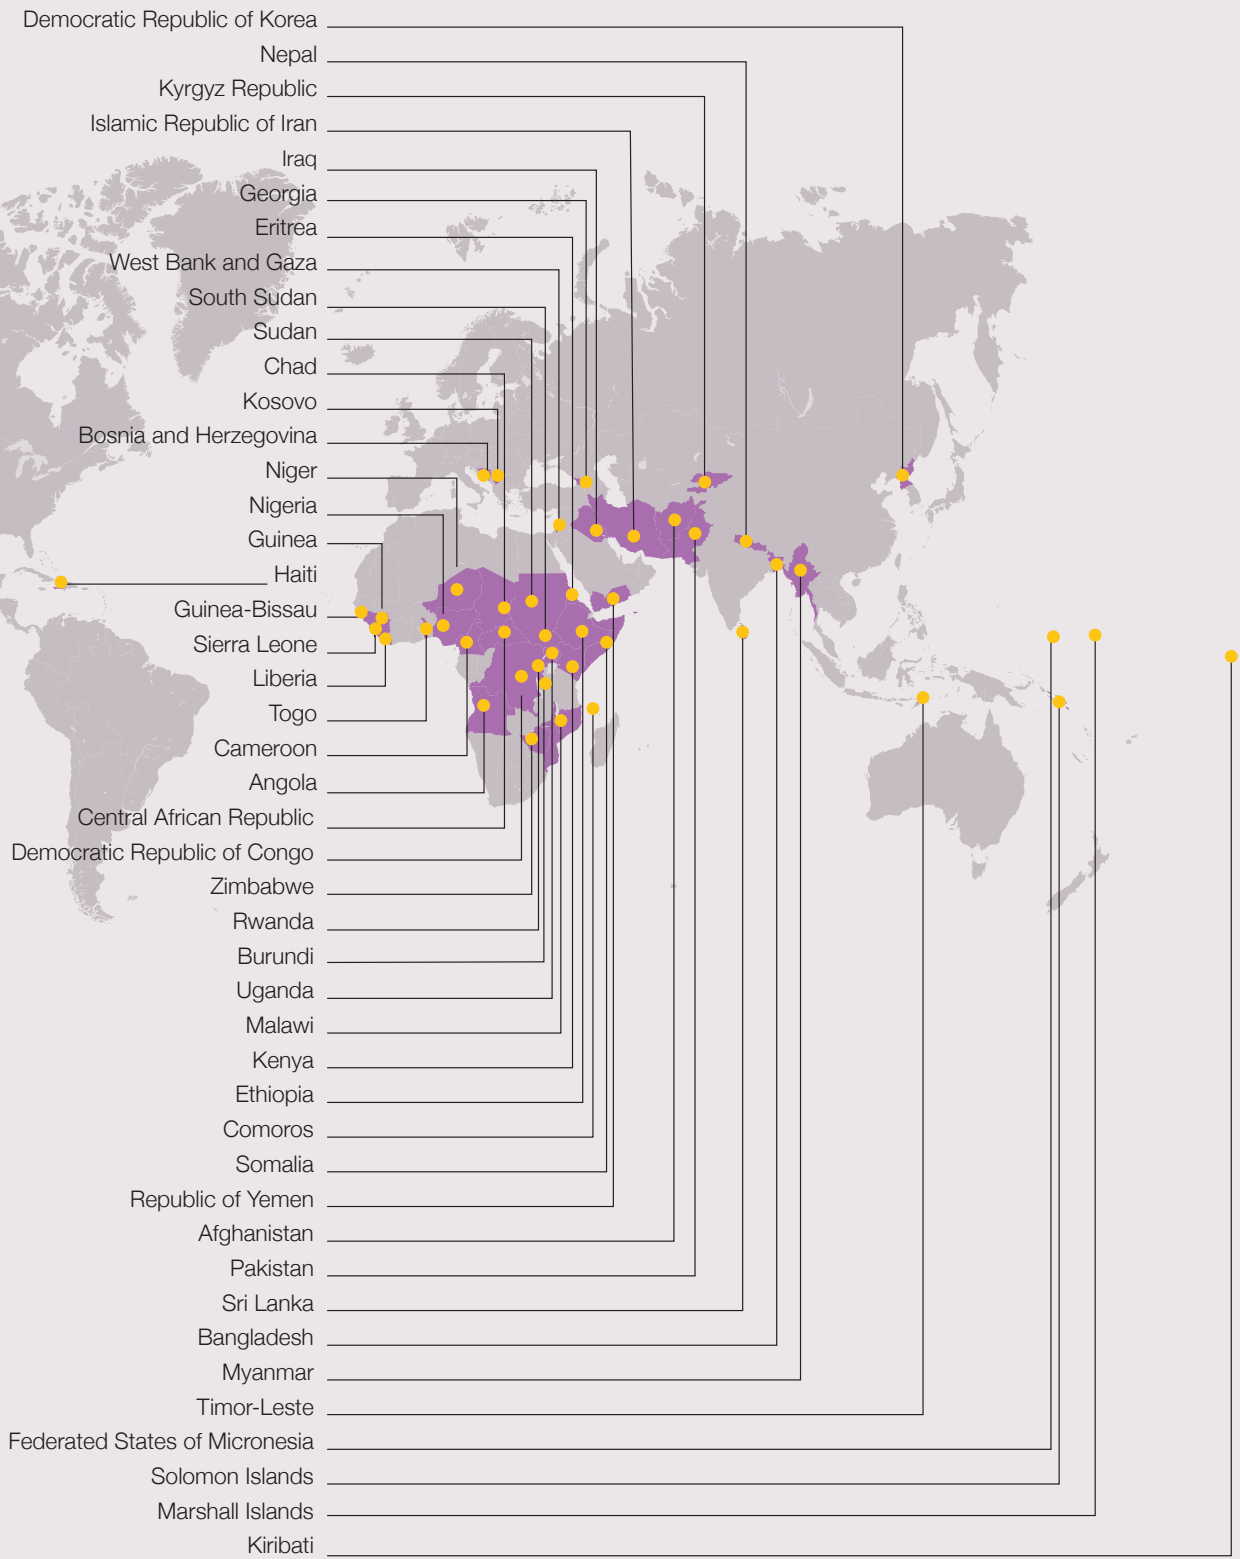 Democratic Republic of Korea
Nepal
Kyrgyz Republic
Islamic Republic of Iran
Iraq
Georgia
Eritrea
West Bank and Gaza
South Sudan
Sudan
Chad
Kosovo
Bosnia and Herzegovina
Niger
Nigeria
Guinea
Haiti
Guinea-Bissau
Sierra Leone
Liberia
Togo
Cameroon
Angola
Central African Republic
Democratic Republic of Congo
Zimbabwe
Rwanda
Burundi
Uganda
Malawi
Kenya
Ethiopia
Comoros
Somalia
Republic of Yemen
Afghanistan
Pakistan
Sri Lanka
Bangladesh
Myanmar
Timor-Leste
Federated States of Micronesia
Solomon Islands
Marshall Islands
Kiribati